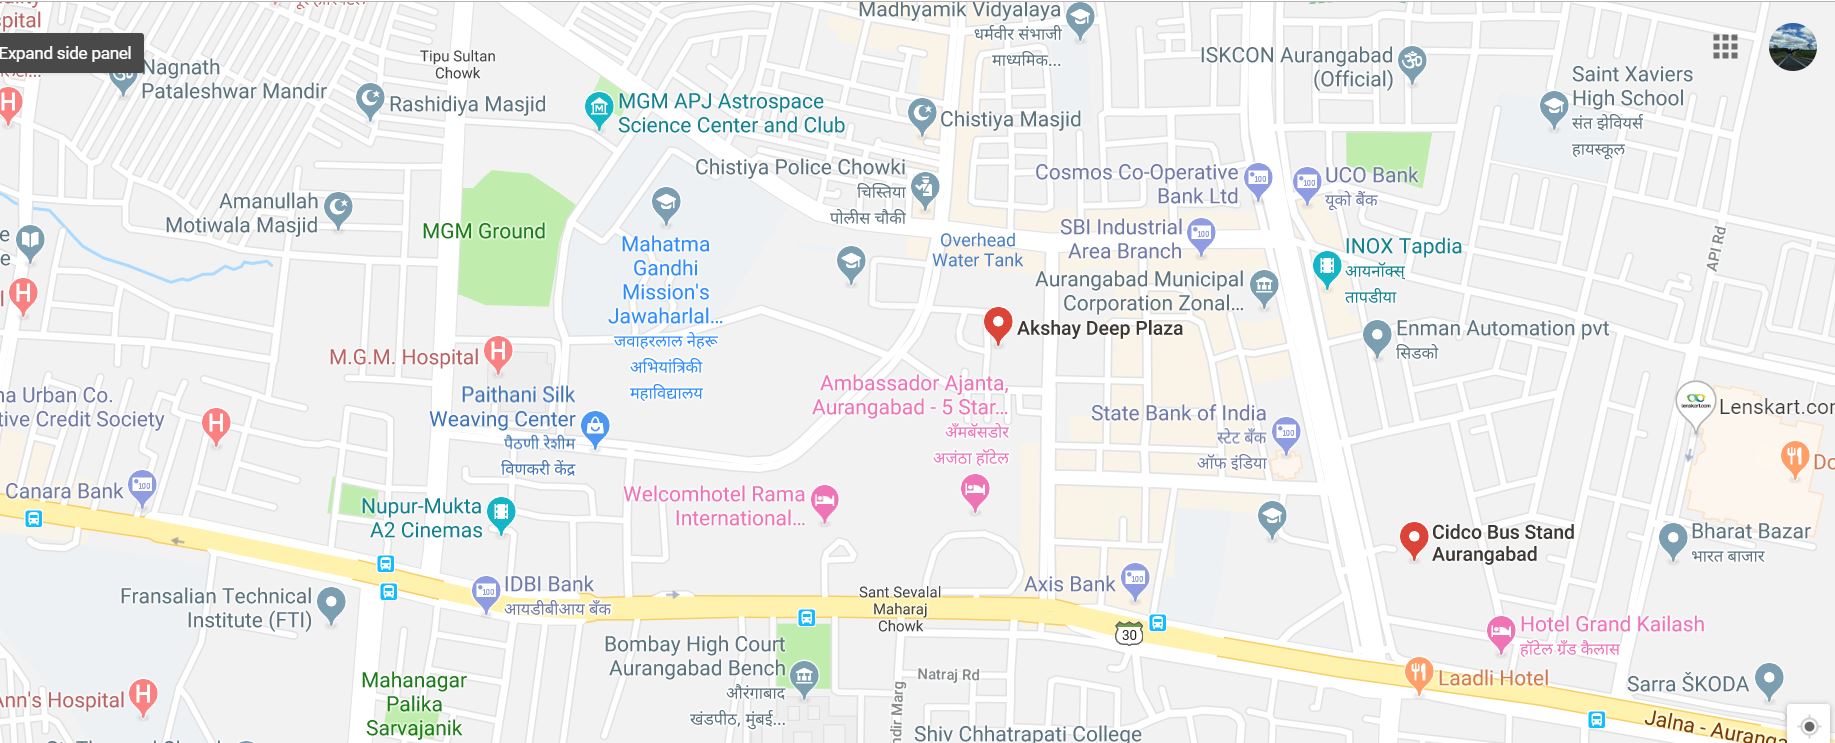 spital
Expand side panel
Nagnath
Pataleshwar Mandir
Tipu Sultan
Chowk
Rashidiya Masjid
MGM APJ Astrospace
Science Center and Club
Madhyamik Vidyalaya
धर्मवीर संभाजी
माध्यमिक...
Chistiya Masjid
ISKCON Aurangabad
(Official)
Saint Xaviers
High School
संत झेवियर्स
हायस्कूल
Chistiya Police Chowki
चिस्तिया
पोलीस चौकी
Cosmos Co-Operative
Bank Ltd
UCO Bank
यूको बैंक
Amanullah
Motiwala Masjid
MGM Ground
Mahatma
Gandhi
Mission's
Jawaharlal...
जवाहरलाल नेहरू
अभियांत्रिकी
महाविद्यालय
Overhead
Water Tank
SBI Industrial
Area Branch
INOX Tapdia
आयनॉक्स्
तापडीया
API Rd
Aurangabad Municipal
Corporation Zonal...
Akshay Deep Plaza
Enman Automation pvt
सिडको
M.G.M. Hospital
na Urban Co.
tive Credit Society
Paithani Silk
Weaving Center
पैठणी रेशीम
विणकरी केंद्र
Ambassador Ajanta,
Aurangabad - 5 Star...
अँमबॅसडोर
अजंठा हॉटेल
State Bank of India
स्टेट बँक
ऑफ इंडिया
lenskart.com
Lenskart.cor
Do
Canara Bank
Nupur-Mukta
A2 Cinemas
Welcomhotel Rama
International...
Cidco Bus Stand
Aurangabad
Bharat Bazar
भारत बाजार
Fransalian Technical
Institute (FTI)
IDBI Bank
आयडीबीआय बँक
Sant Sevalal
Maharaj
Chowk
Axis Bank
30
Hotel Grand Kailash
हॉटेल ग्रँड कैलास
Bombay High Court
Aurangabad Bench
औरंगाबाद
खंडपीठ, मुंबई...
Natraj Rd
ndir Marg
Laadli Hotel
Sarra ŠKODA
Ann's Hospital
Mahanagar
Palika
Sarvajanik
Shiv Chhatrapati College
Jalna - Auranga